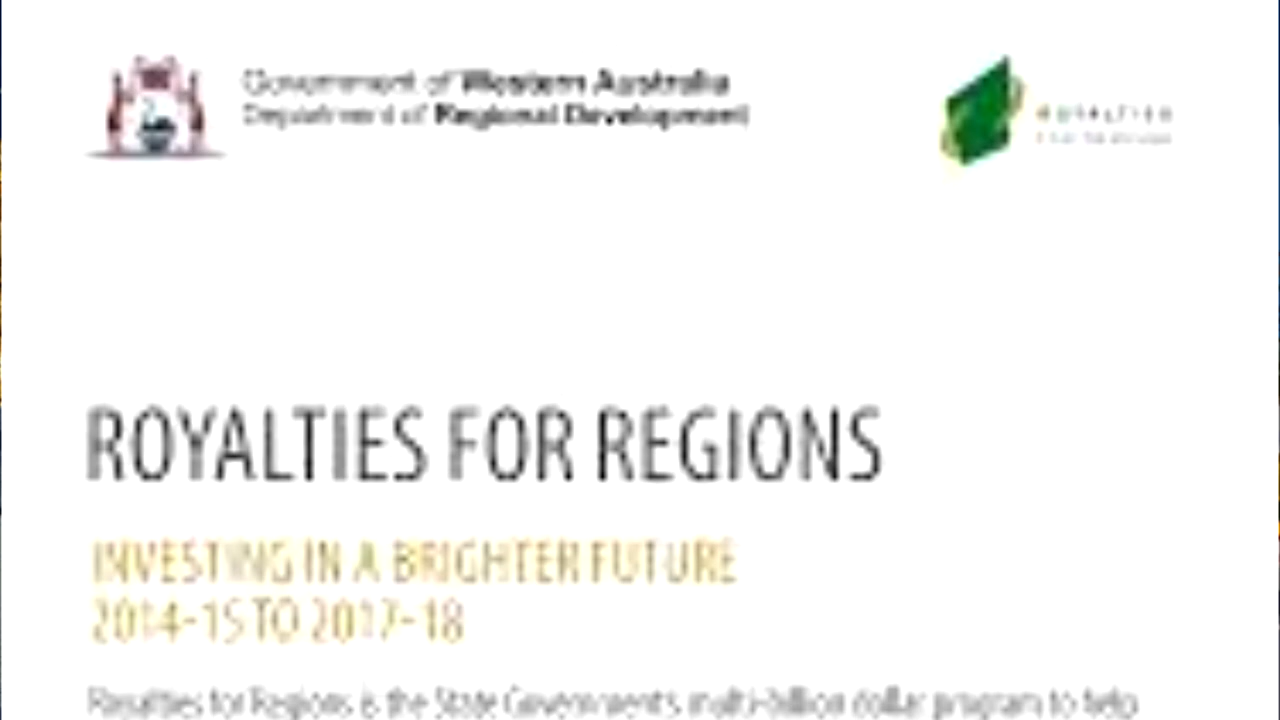 Government of Western Australia
Department of Regional Development
ROYALTIES
ROYALTIES FOR REGIONS
INVESTING IN A BRIGHTER FUTURE
2014-15 TO 2017-18
Royalties for Regions is the State Government's multi-billion dollar program to help